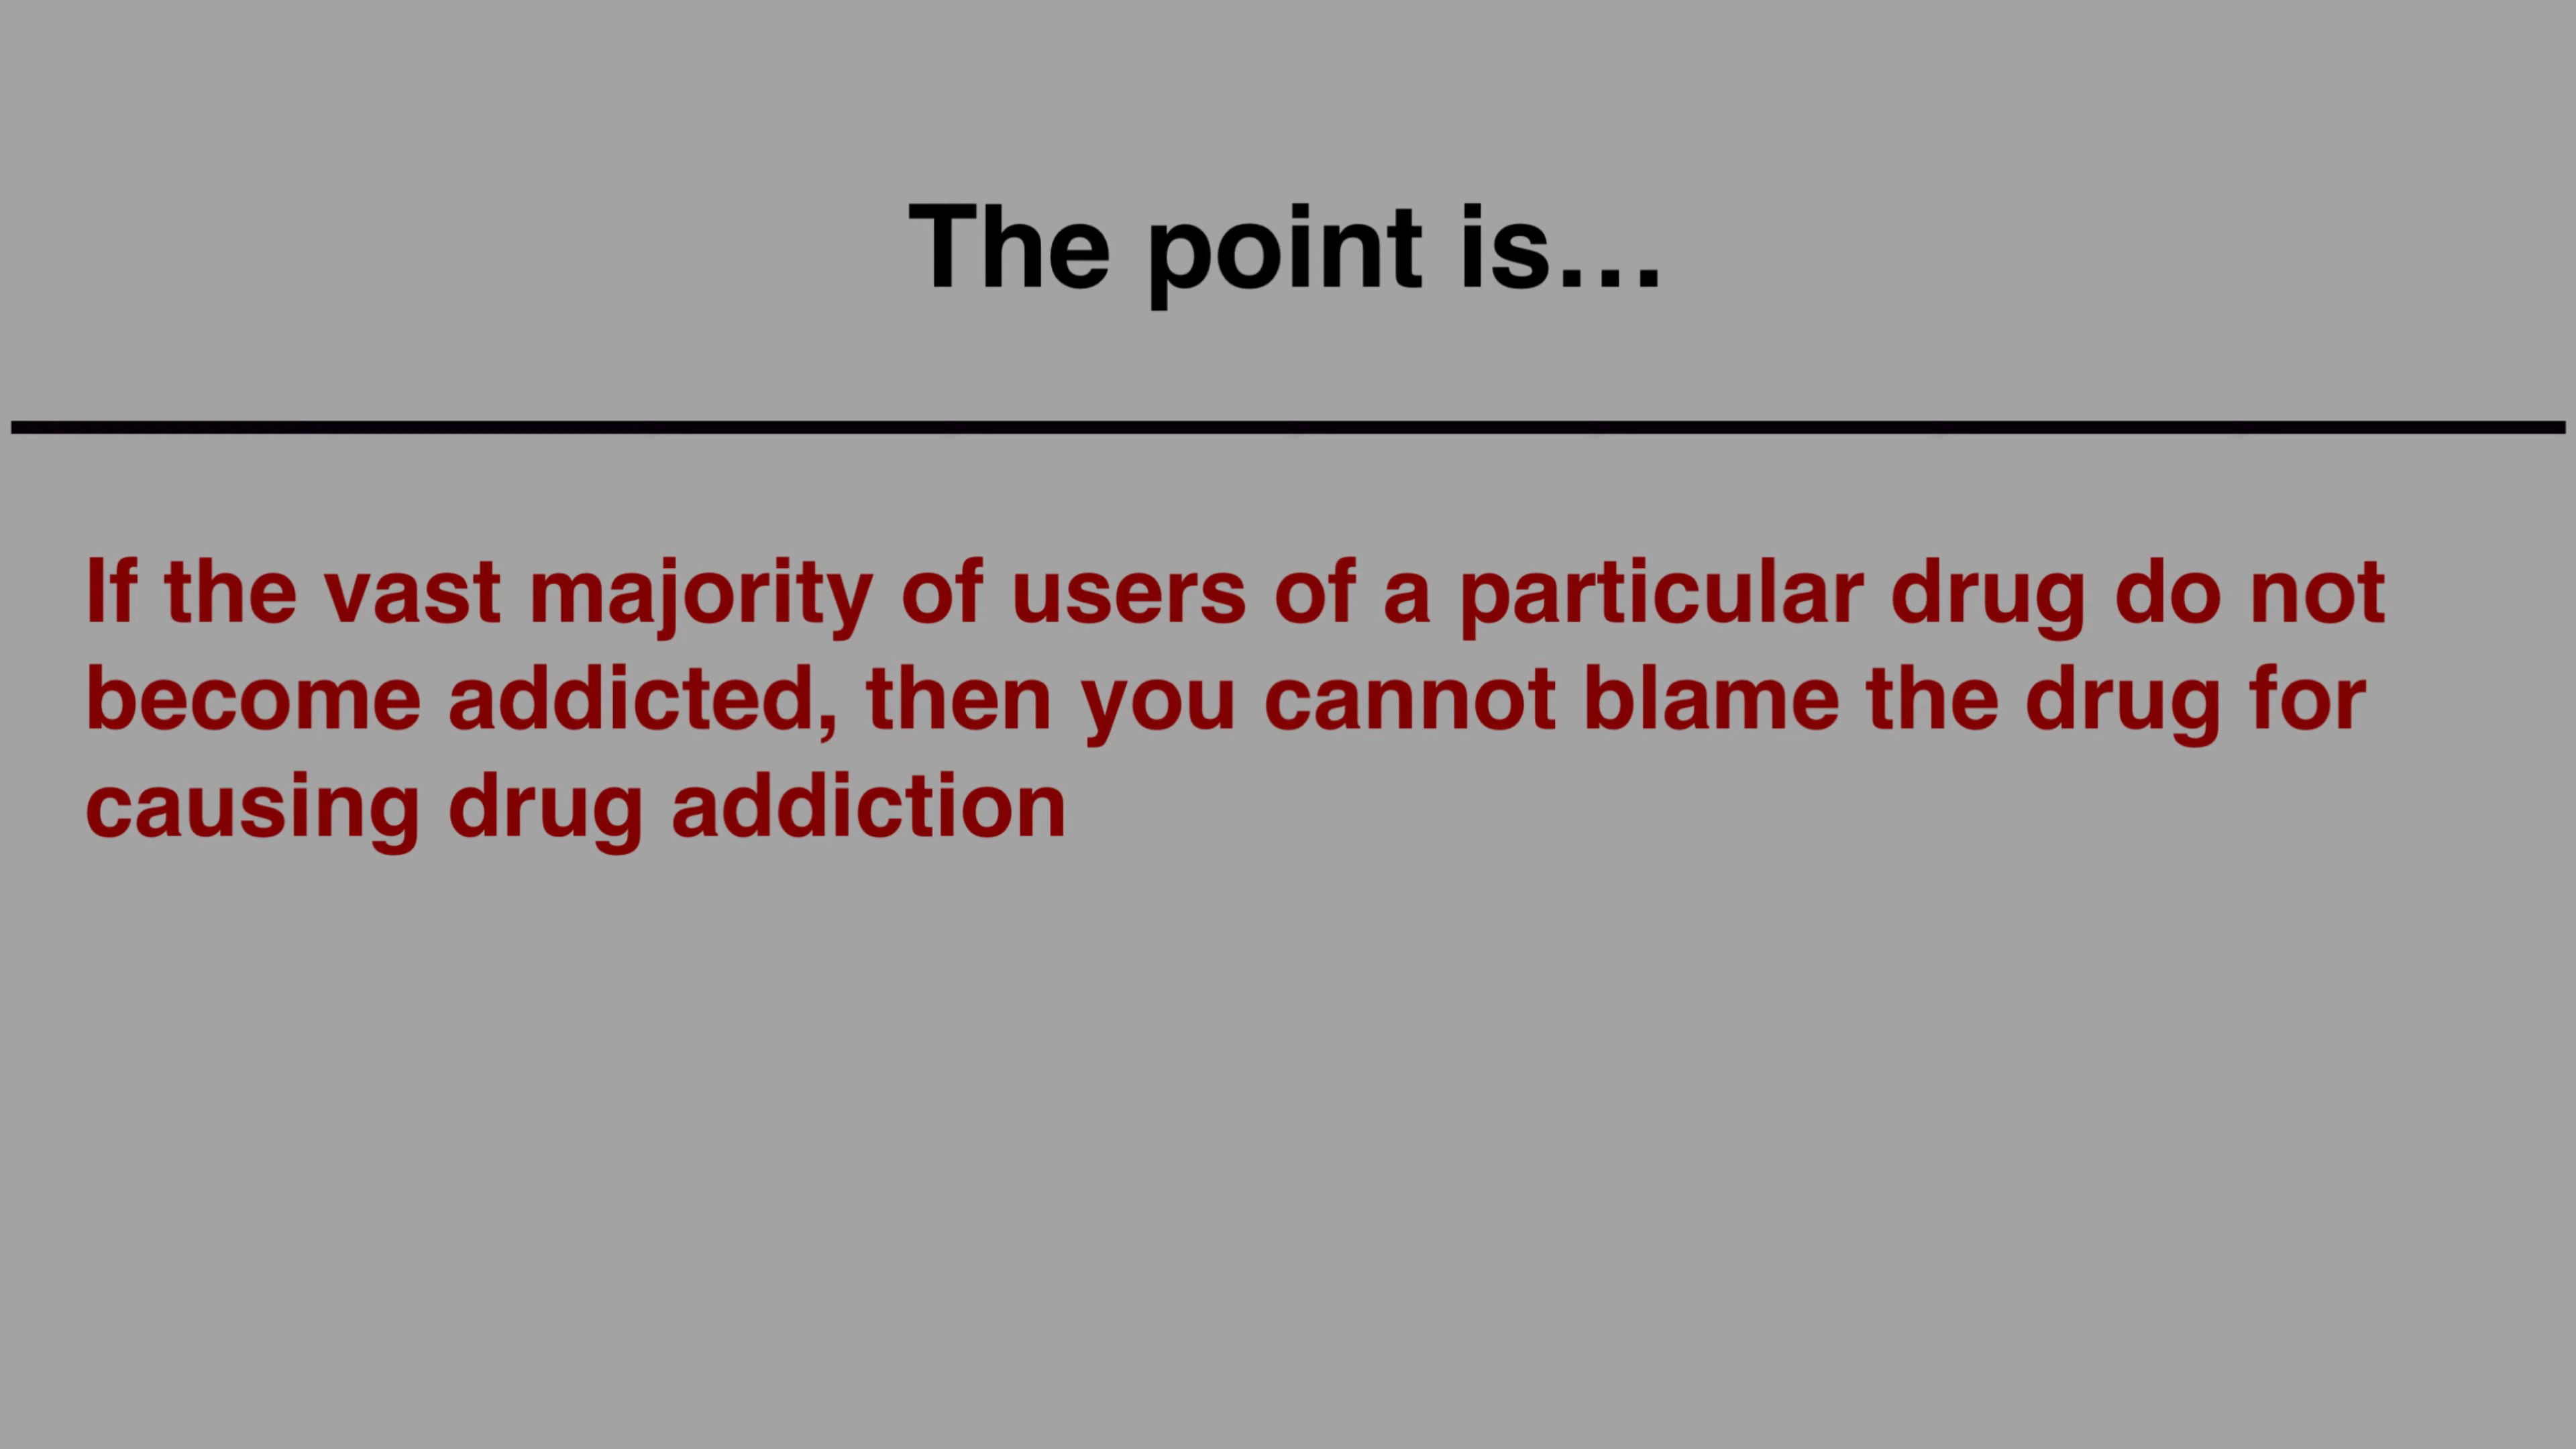 The point is...
If the vast majority of users of a particular drug do not
become addicted, then you cannot blame the drug for
causing drug addiction